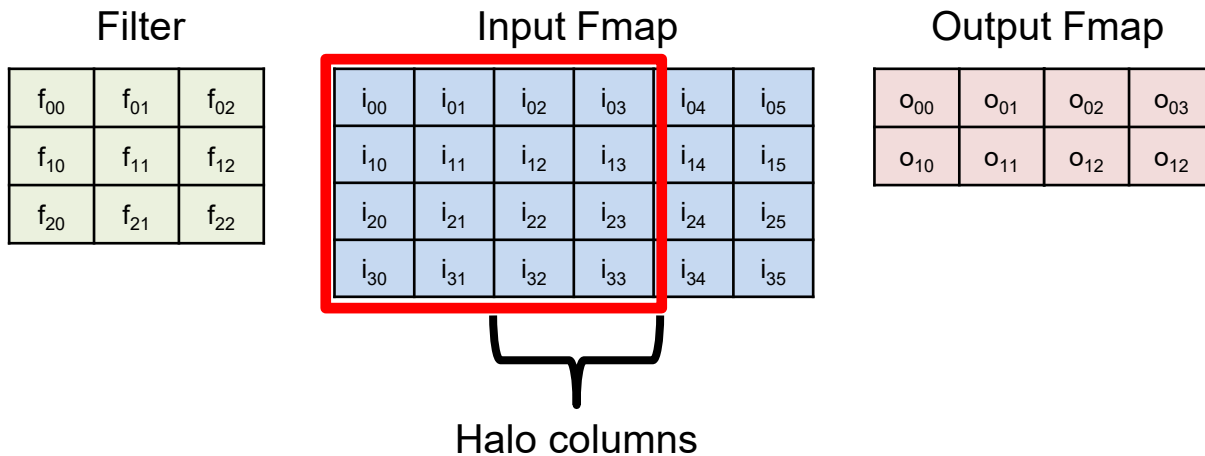 Filter Input Fmap Output Fmap
f00 f01 f02 i00 i01 i02 i03 i04 i05 o00 o01 o02 o03
f10 f11 f12 i10 i11 i12 i13 i14 i15 o10 o11 o12 o12
f20 f21 f22 i20 i21 i22 i23 i24 i25
i30 i31 i32 i33 i34 i35
Halo columns